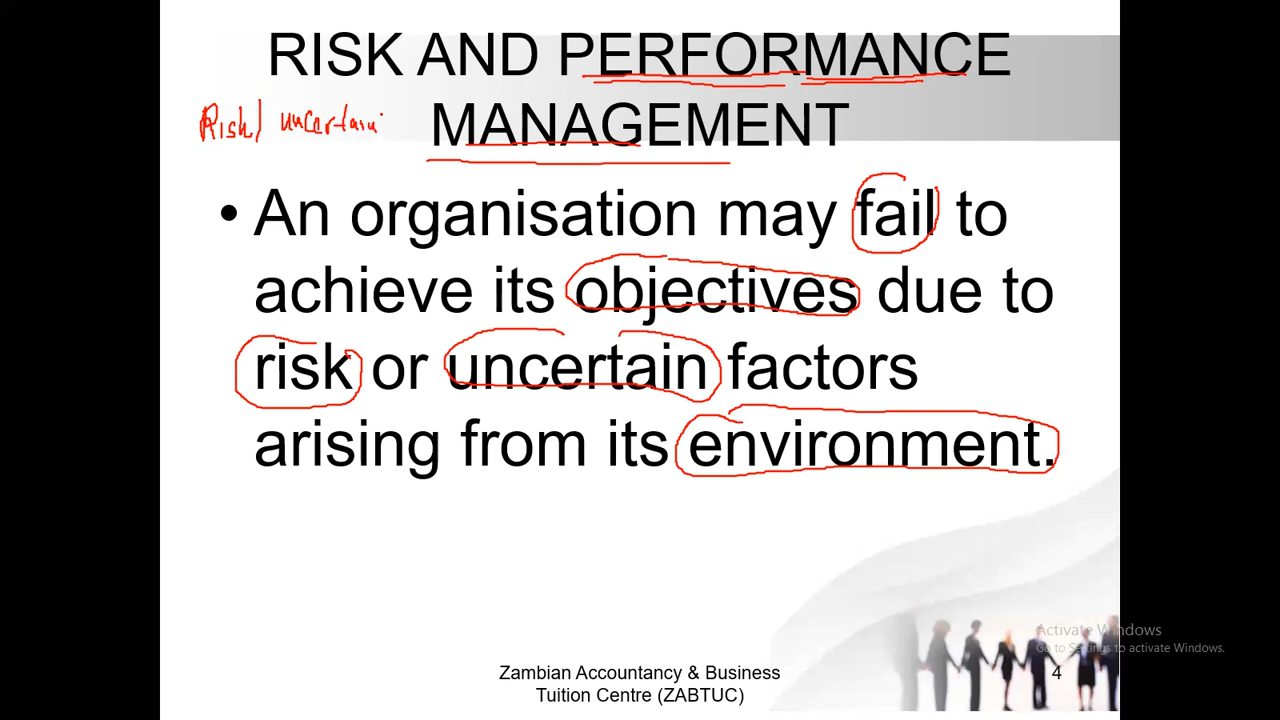 RISK AND PERFORMANCE
Risk/ uncertain
MANAGEMENT
• An organisation may fail to
achieve its objectives due to
risk or uncertain factors
arising from its environment.
Activate Windows
Go to Settings to activate Windows.
Zambian Accountancy & Business
Tuition Centre (ZABTUC)
4